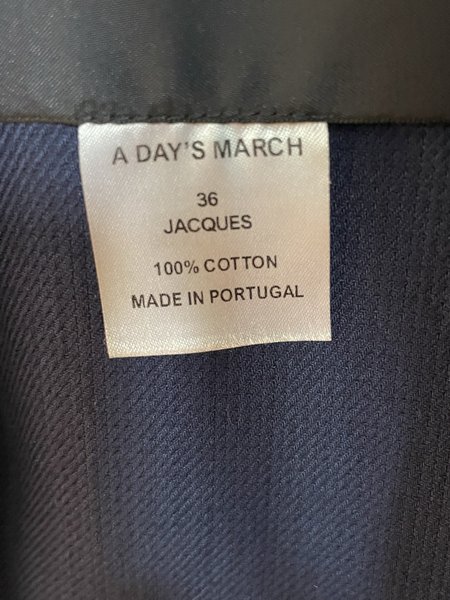 A DAY'S MARCH
36
JACQUES
100% COTTON
MADE IN PORTUGAL